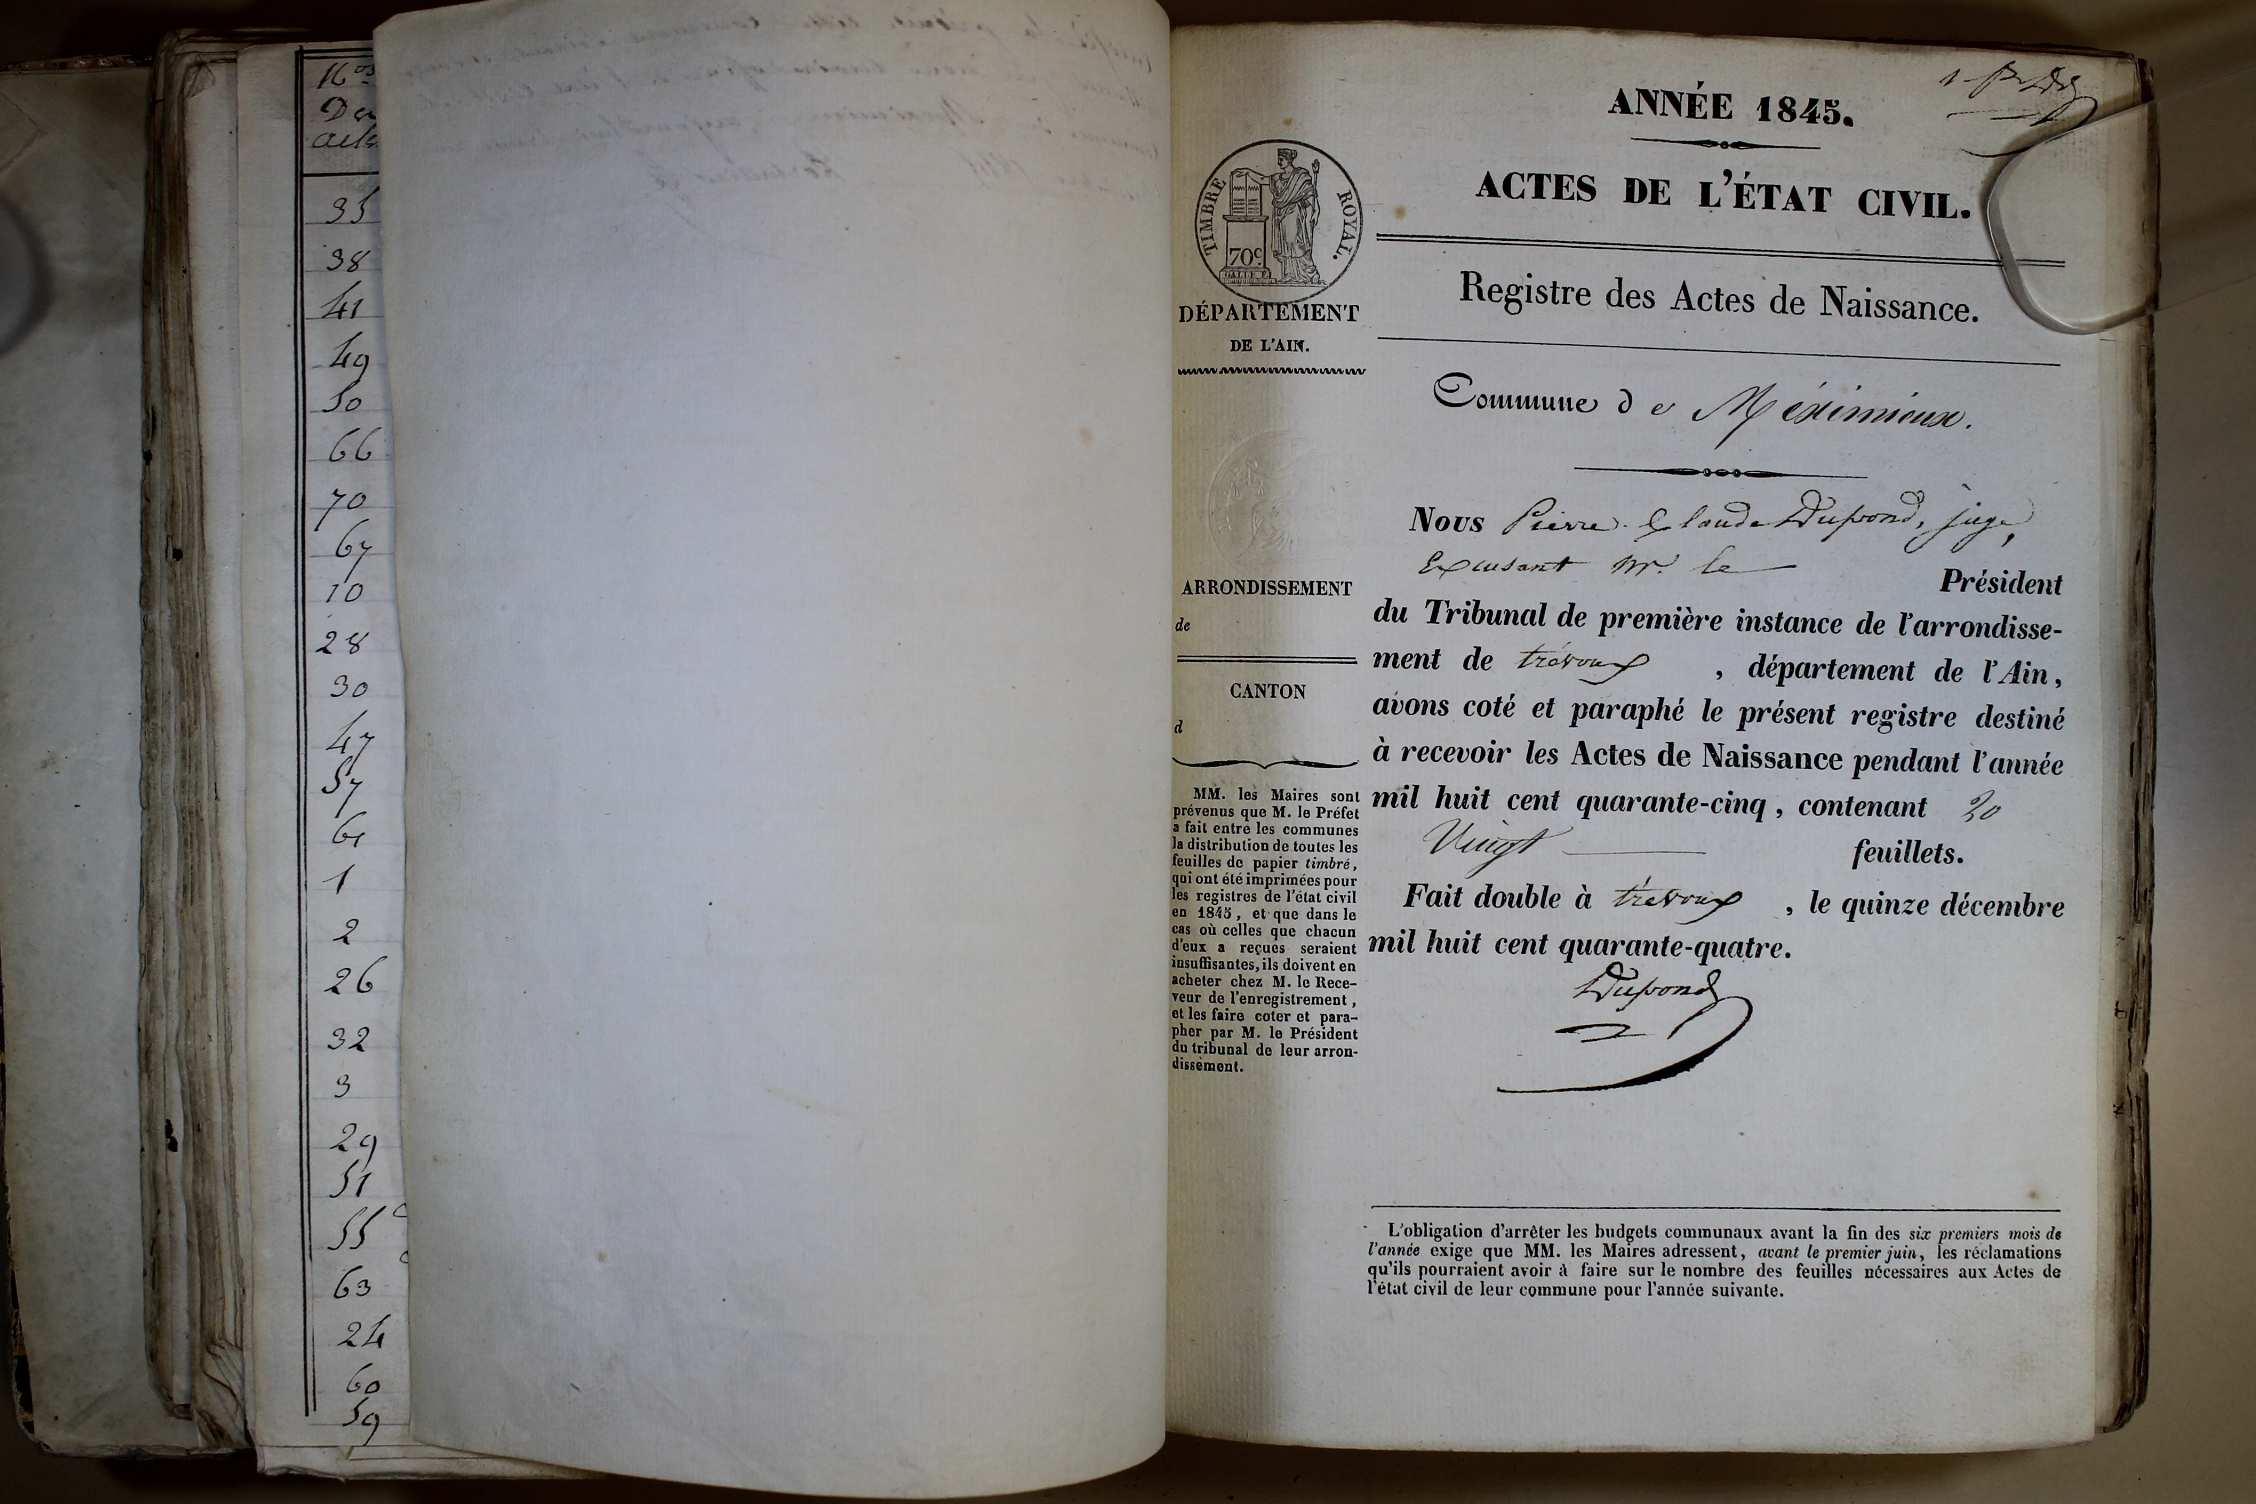 Nos
Des
actes
35
38
41
49
50
66
70
67
10
28
30
47
57
61
1
2
26
32
3
29
51
55
63
24
60
59
ANNÉE 1845.
ACTES DE L'ÉTAT CIVIL.
TIMBRE ROYAL.
70c
Registre des Actes de Naissance.
DÉPARTEMENT
DE L'AIN.
Commune de Méximieux.
Nous Pierre Claude Dupond, juge,
Excusant Mr. le Président
du Tribunal de première instance de l'arrondisse-
ment de trévoux , département de l'Ain,
avons coté et paraphé le présent registre destiné
à recevoir les Actes de Naissance pendant l'année
mil huit cent quarante-cinq, contenant 20
Vingt feuillets.
Fait double à trévoux , le quinze décembre
mil huit cent quarante-quatre.
Dupond
ARRONDISSEMENT
de
CANTON
d
MM. les Maires sont
prévenus que M. le Préfet
a fait entre les communes
la distribution de toutes les
feuilles de papier timbré,
qui ont été imprimées pour
les registres de l'état civil
en 1845, et que dans le
cas où celles que chacun
d'eux a reçues seraient
insuffisantes, ils doivent en
acheter chez M. le Rece-
veur de l'enregistrement,
et les faire coter et para-
pher par M. le Président
du tribunal de leur arron-
dissement.
L'obligation d'arrêter les budgets communaux avant la fin des six premiers mois de
l'année exige que MM. les Maires adressent, avant le premier juin, les réclamations
qu'ils pourraient avoir à faire sur le nombre des feuilles nécessaires aux Actes de
l'état civil de leur commune pour l'année suivante.